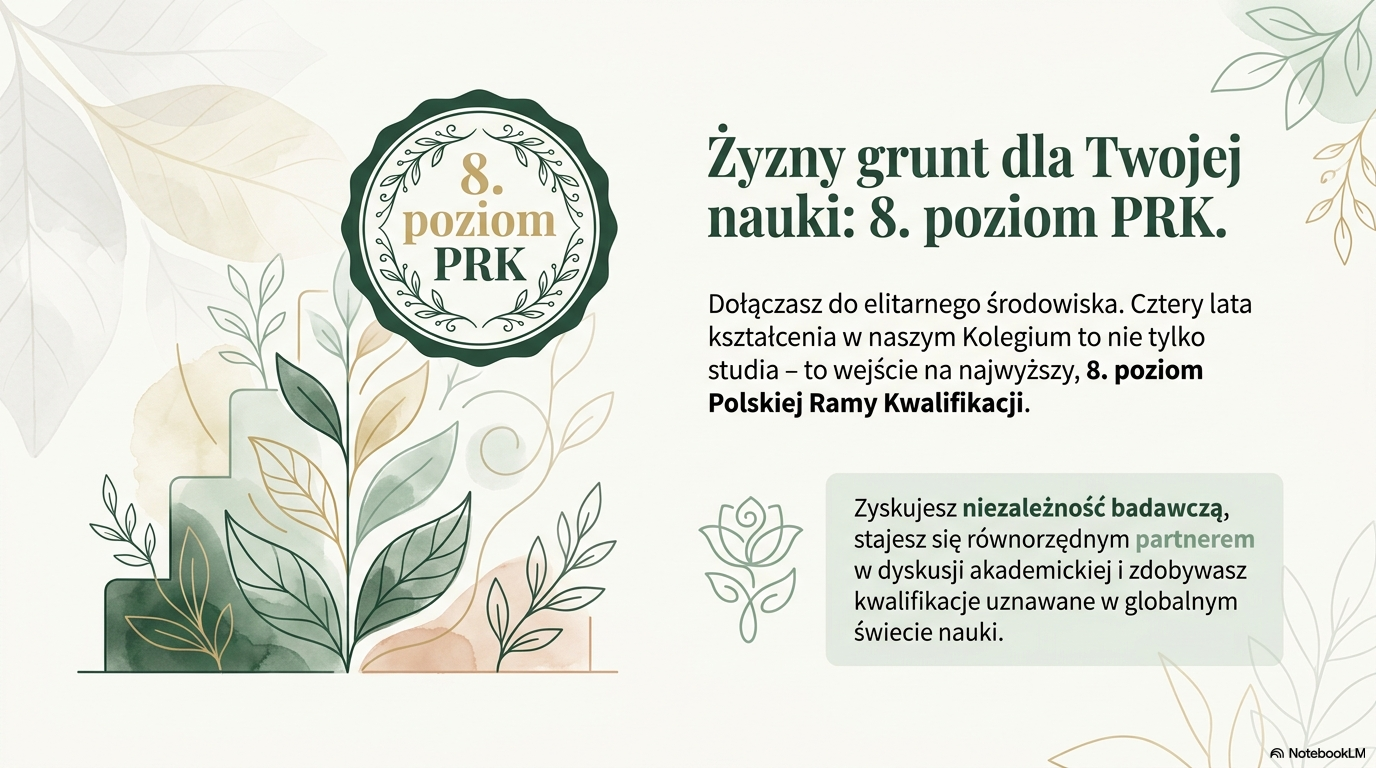 8.
poziom
PRK
Żyzny grunt dla Twojej
nauki: 8. poziom PRK.
Dołączasz do elitarnego środowiska. Cztery lata
kształcenia w naszym Kolegium to nie tylko
studia – to wejście na najwyższy, 8. poziom
Polskiej Ramy Kwalifikacji.
Zyskujesz niezależność badawczą,
stajesz się równorzędnym partnerem
w dyskusji akademickiej i zdobywasz
kwalifikacje uznawane w globalnym
świecie nauki.
NotebookLM